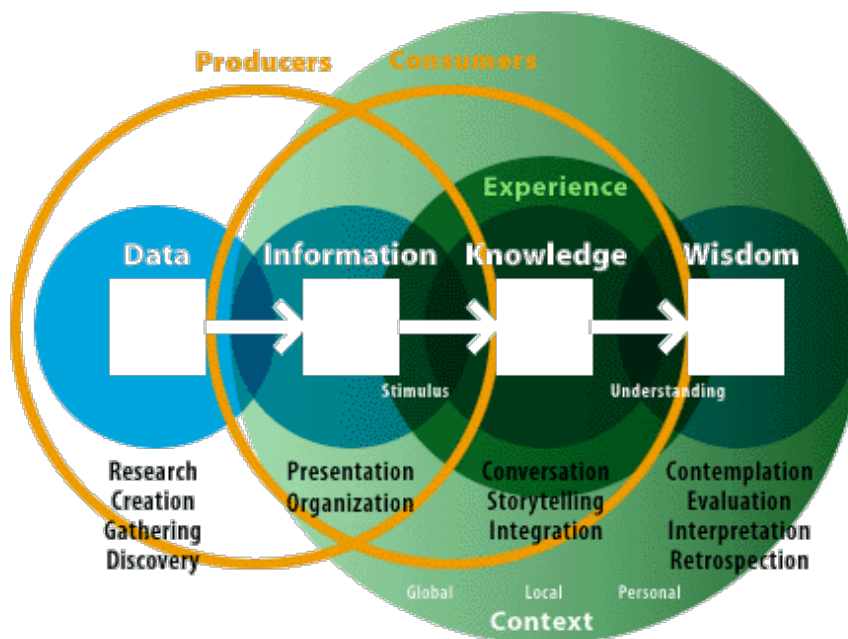 Producers
Consumers
Experience
Data
Information
Knowledge
Wisdom
Stimulus
Understanding
Research
Creation
Gathering
Discovery
Presentation
Organization
Conversation
Storytelling
Integration
Contemplation
Evaluation
Interpretation
Retrospection
Global
Local
Personal
Context